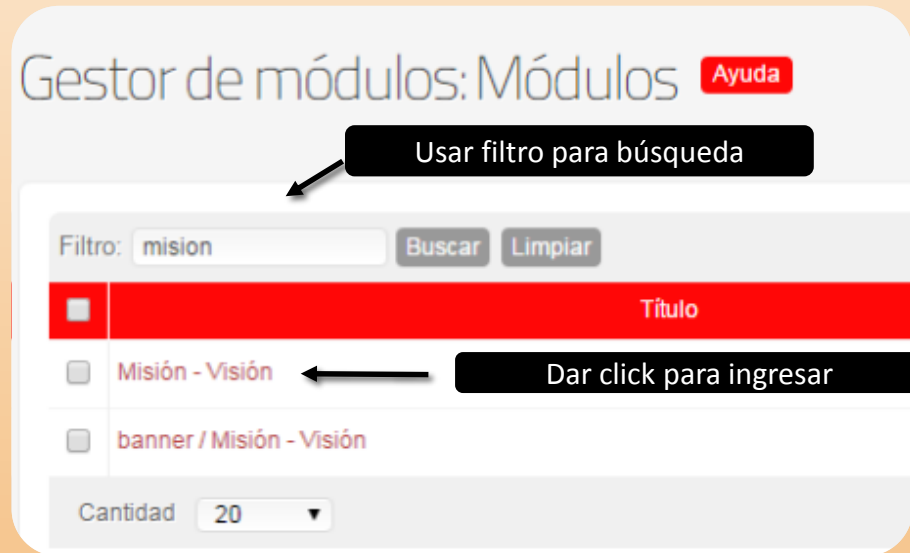 Gestor de módulos: Módulos Ayuda
Usar filtro para búsqueda
Filtro: mision Buscar Limpiar
Título
Misión - Visión Dar click para ingresar
banner / Misión - Visión
Cantidad 20